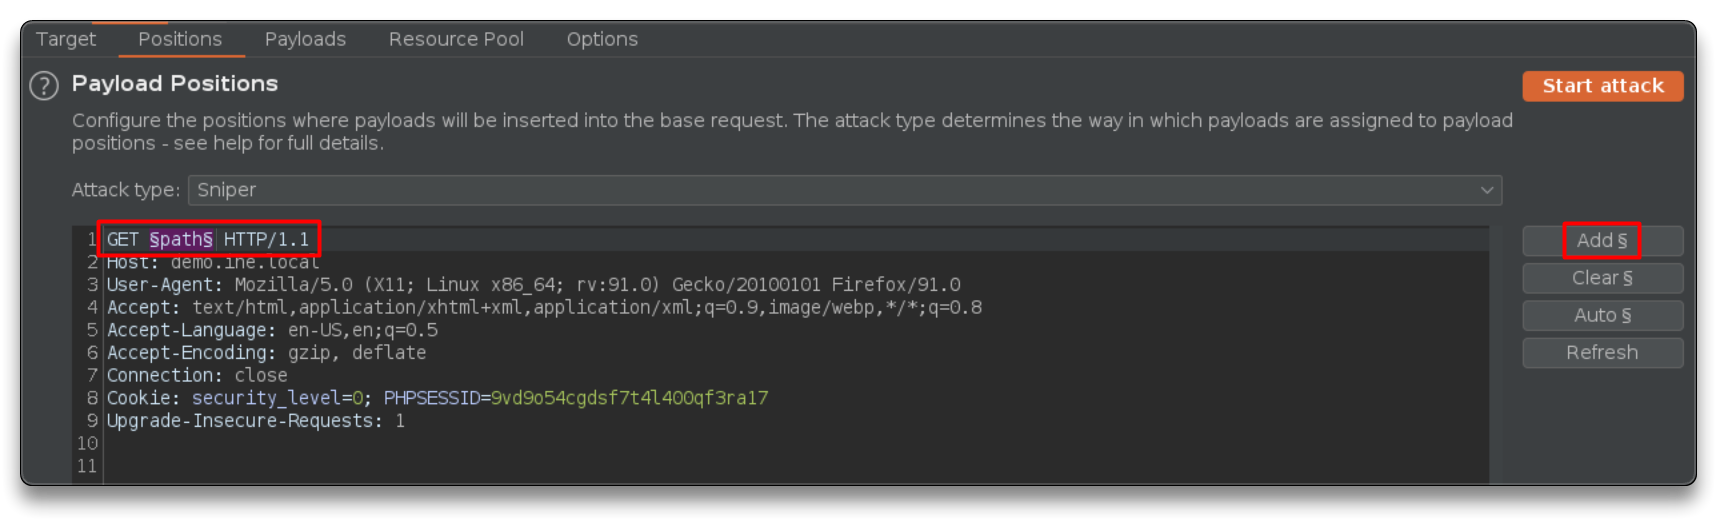 Target Positions Payloads Resource Pool Options
? Payload Positions
Start attack
Configure the positions where payloads will be inserted into the base request. The attack type determines the way in which payloads are assigned to payload
positions - see help for full details.
Attack type: Sniper
1 GET §path§ HTTP/1.1
2 Host: demo.ine.local
3 User-Agent: Mozilla/5.0 (X11; Linux x86_64; rv:91.0) Gecko/20100101 Firefox/91.0
4 Accept: text/html,application/xhtml+xml,application/xml;q=0.9,image/webp,*/*;q=0.8
5 Accept-Language: en-US,en;q=0.5
6 Accept-Encoding: gzip, deflate
7 Connection: close
8 Cookie: security_level=0; PHPSESSID=9vd9o54cgdsf7t4l400qf3ra17
9 Upgrade-Insecure-Requests: 1
10
11
Add §
Clear §
Auto §
Refresh